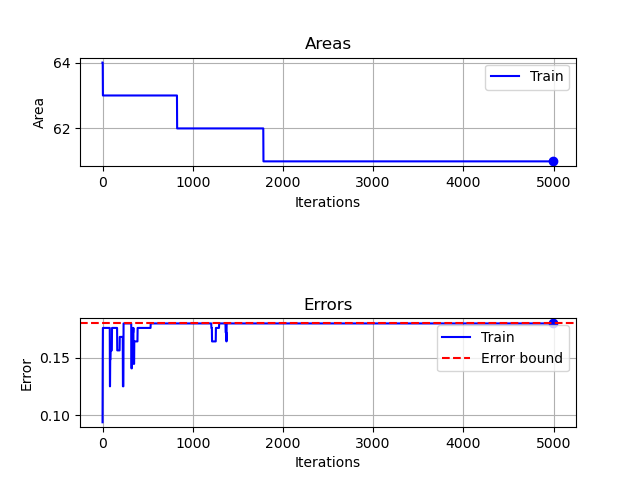 Areas
64
62
Area
Train
0 1000 2000 3000 4000 5000
Iterations
Errors
0.15
0.10
Error
Train
Error bound
0 1000 2000 3000 4000 5000
Iterations